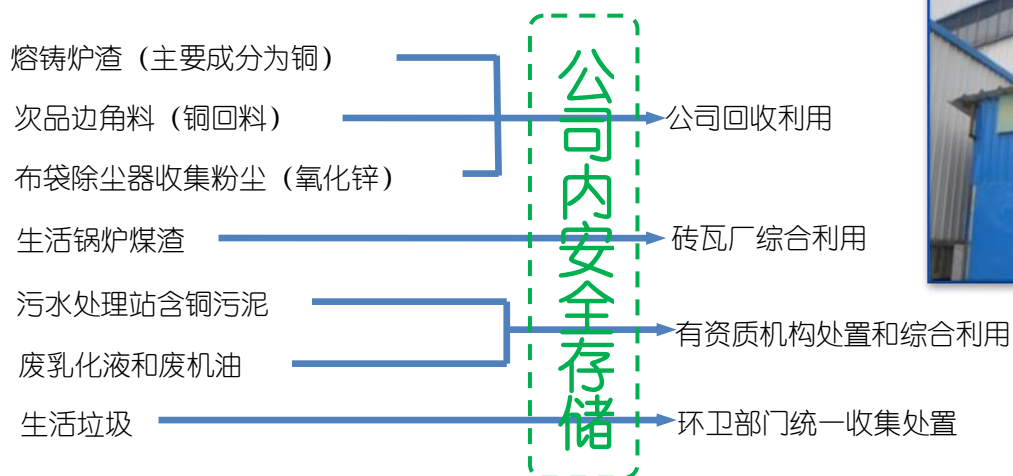 熔铸炉渣（主要成分为铜）
次品边角料（铜回料）
布袋除尘器收集粉尘（氧化锌）
生活锅炉煤渣
污水处理站含铜污泥
废乳化液和废机油
生活垃圾
公司内安全存储
公司回收利用
砖瓦厂综合利用
有资质机构处置和综合利用
环卫部门统一收集处置